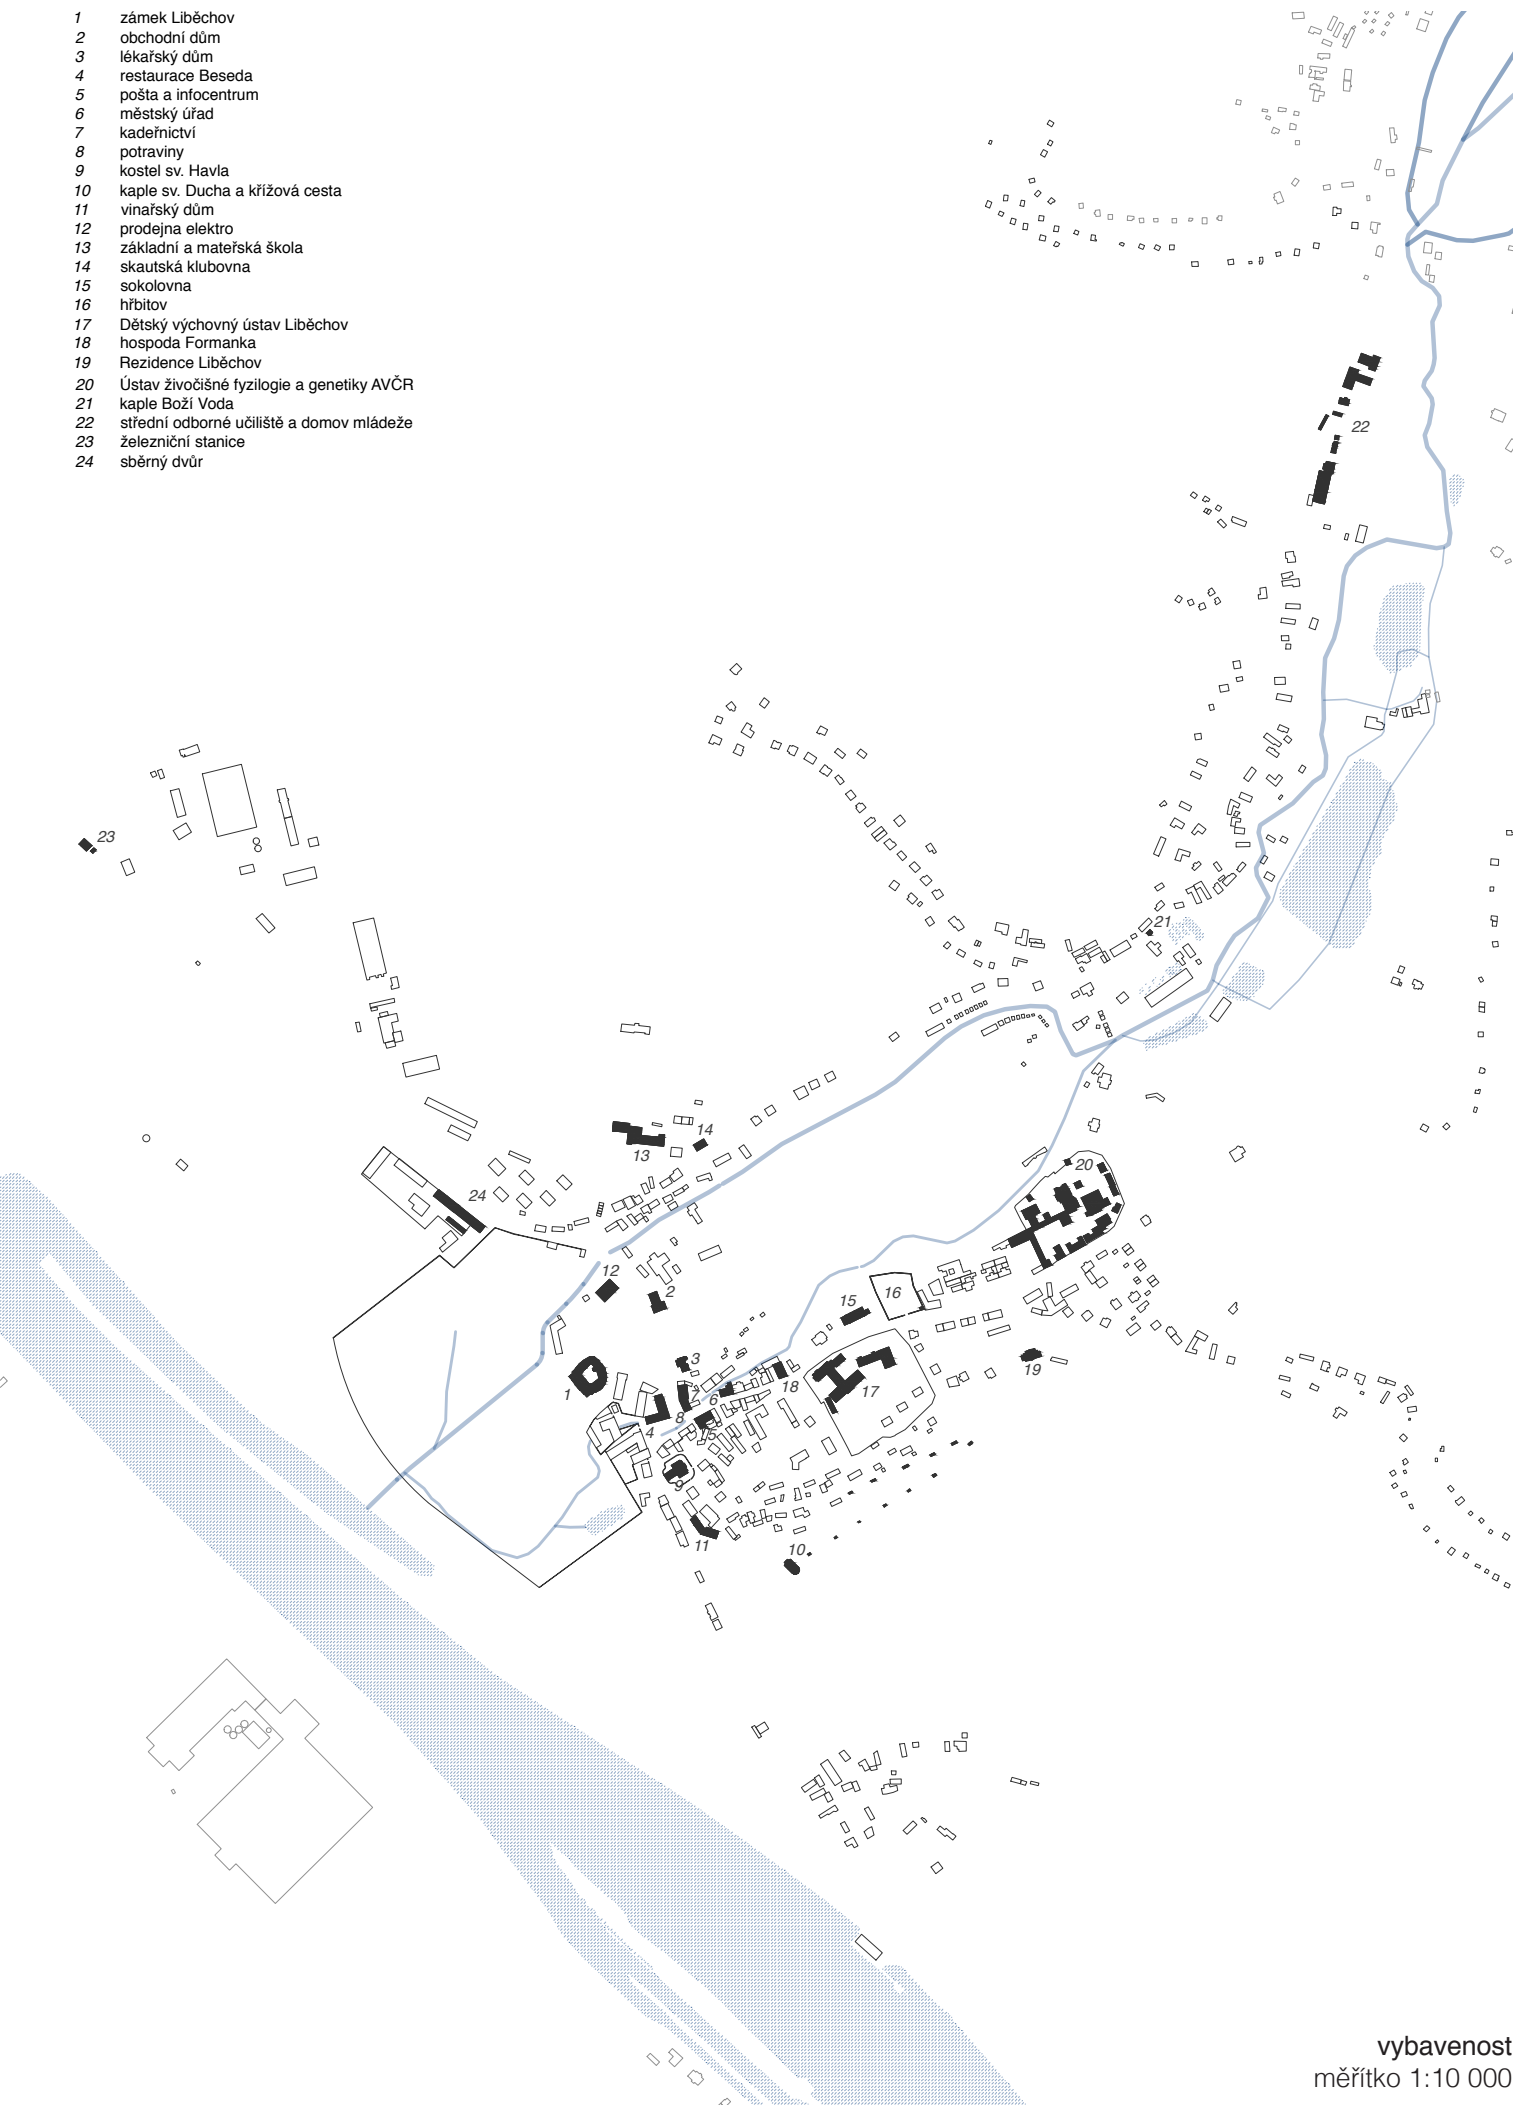 1 zámek Liběchov
2 obchodní dům
3 lékařský dům
4 restaurace Beseda
5 pošta a infocentrum
6 městský úřad
7 kadeřnictví
8 potraviny
9 kostel sv. Havla
10 kaple sv. Ducha a křížová cesta
11 vinařský dům
12 prodejna elektro
13 základní a mateřská škola
14 skautská klubovna
15 sokolovna
16 hřbitov
17 Dětský výchovný ústav Liběchov
18 hospoda Formanka
19 Rezidence Liběchov
20 Ústav živočišné fyzilogie a genetiky AVČR
21 kaple Boží Voda
22 střední odborné učiliště a domov mládeže
23 železniční stanice
24 sběrný dvůr
22
23
21
14
13
20
24
12
2
16
15
3
19
1
18
17
7
6
8
4
5
9
11
10
vybavenost
měřítko 1:10 000